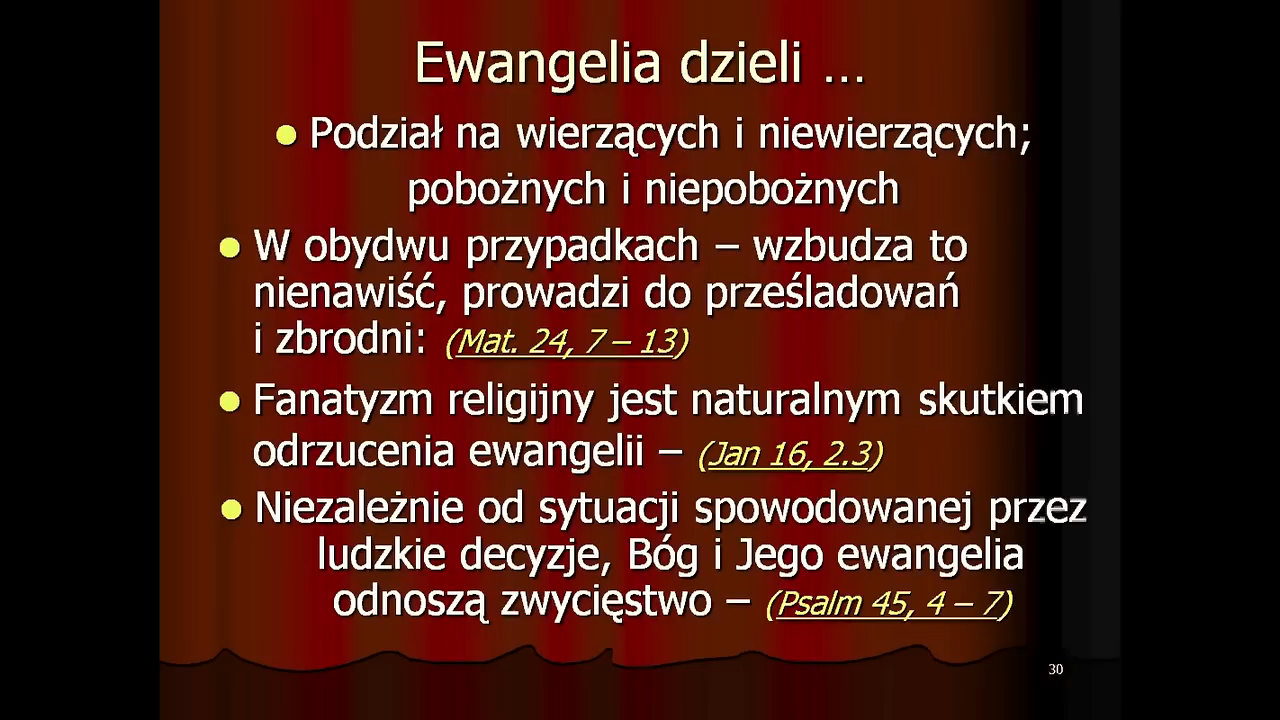 Ewangelia dzieli …
● Podział na wierzących i niewierzących;
pobożnych i niepobożnych
● W obydwu przypadkach – wzbudza to
nienawiść, prowadzi do prześladowań
i zbrodni: (Mat. 24, 7 – 13)
● Fanatyzm religijny jest naturalnym skutkiem
odrzucenia ewangelii – (Jan 16, 2.3)
● Niezależnie od sytuacji spowodowanej przez
ludzkie decyzje, Bóg i Jego ewangelia
odnoszą zwycięstwo – (Psalm 45, 4 – 7)
30